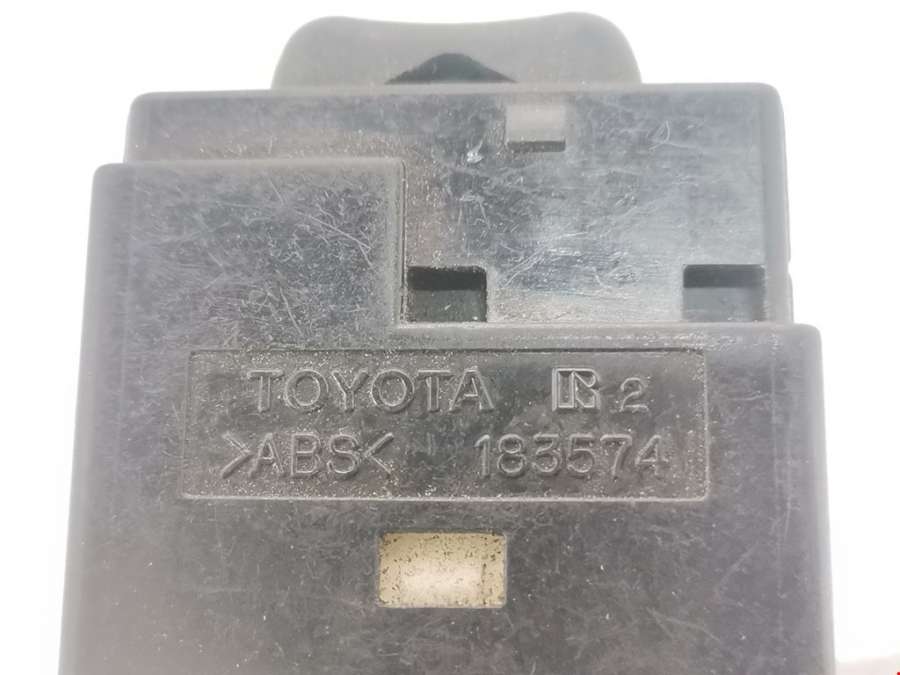 TOYOTA R 2
>ABS< 183574